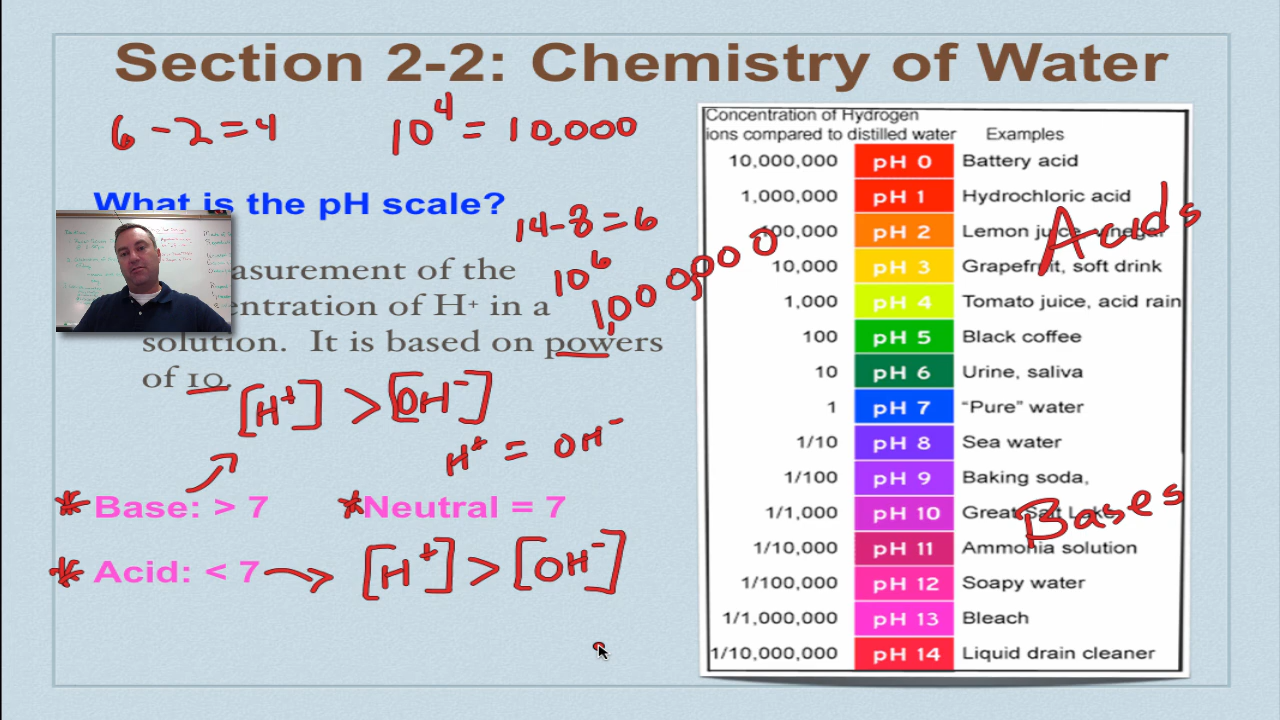 Section 2-2: Chemistry of Water
6 - 2 = 4
10^4 = 10,000
What is the pH scale?
14 - 8 = 6
10^6
1,000,000
asurement of the
entration of H+ in a
solution. It is based on powers
of 10.
[H+] > [OH-]
H+ = OH-
* Base: > 7
* Neutral = 7
* Acid: < 7 → [H+] > [OH-]
Concentration of Hydrogen
ions compared to distilled water Examples
10,000,000 pH 0 Battery acid
1,000,000 pH 1 Hydrochloric acid
100,000 pH 2 Lemon juice, vinegar
10,000 pH 3 Grapefruit, soft drink
1,000 pH 4 Tomato juice, acid rain
100 pH 5 Black coffee
10 pH 6 Urine, saliva
1 pH 7 “Pure” water
1/10 pH 8 Sea water
1/100 pH 9 Baking soda,
1/1,000 pH 10 Great Salt Lake
1/10,000 pH 11 Ammonia solution
1/100,000 pH 12 Soapy water
1/1,000,000 pH 13 Bleach
1/10,000,000 pH 14 Liquid drain cleaner
Acids
Bases